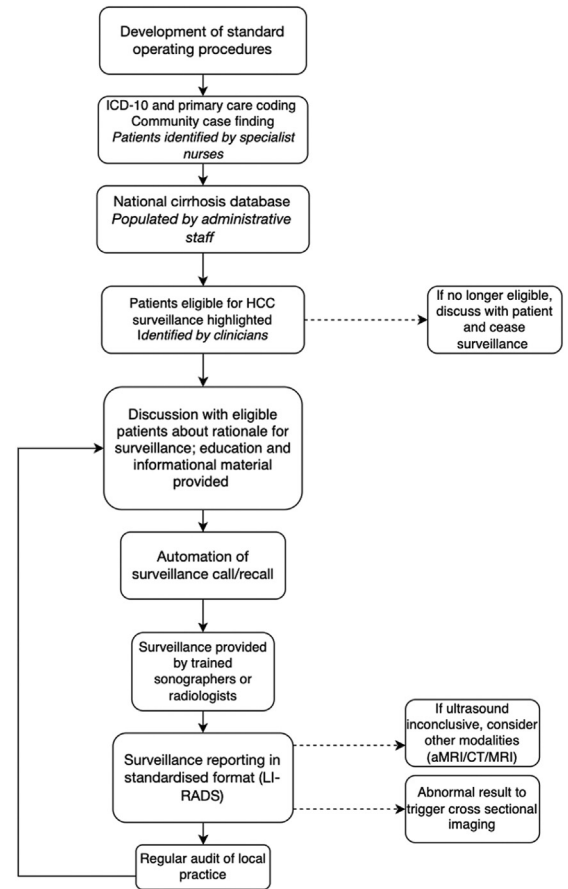 Development of standard
operating procedures
ICD-10 and primary care coding
Community case finding
Patients identified by specialist
nurses
National cirrhosis database
Populated by administrative
staff
Patients eligible for HCC
surveillance highlighted
Identified by clinicians
If no longer eligible,
discuss with patient
and cease
surveillance
Discussion with eligible
patients about rationale for
surveillance; education and
informational material
provided
Automation of
surveillance call/recall
Surveillance provided
by trained
sonographers or
radiologists
Surveillance reporting in
standardised format (LI-
RADS)
If ultrasound
inconclusive, consider
other modalities
(aMRI/CT/MRI)
Abnormal result to
trigger cross sectional
imaging
Regular audit of local
practice